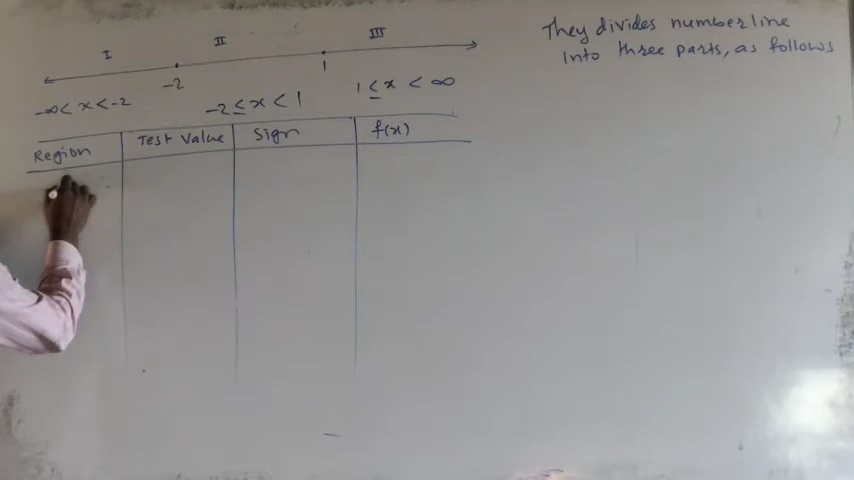 They divides numberline
into three parts, as follows
I II III
-2 1
-∞ < x < -2 -2 ≤ x < 1 1 ≤ x < ∞
Region Test Value Sign f(x)